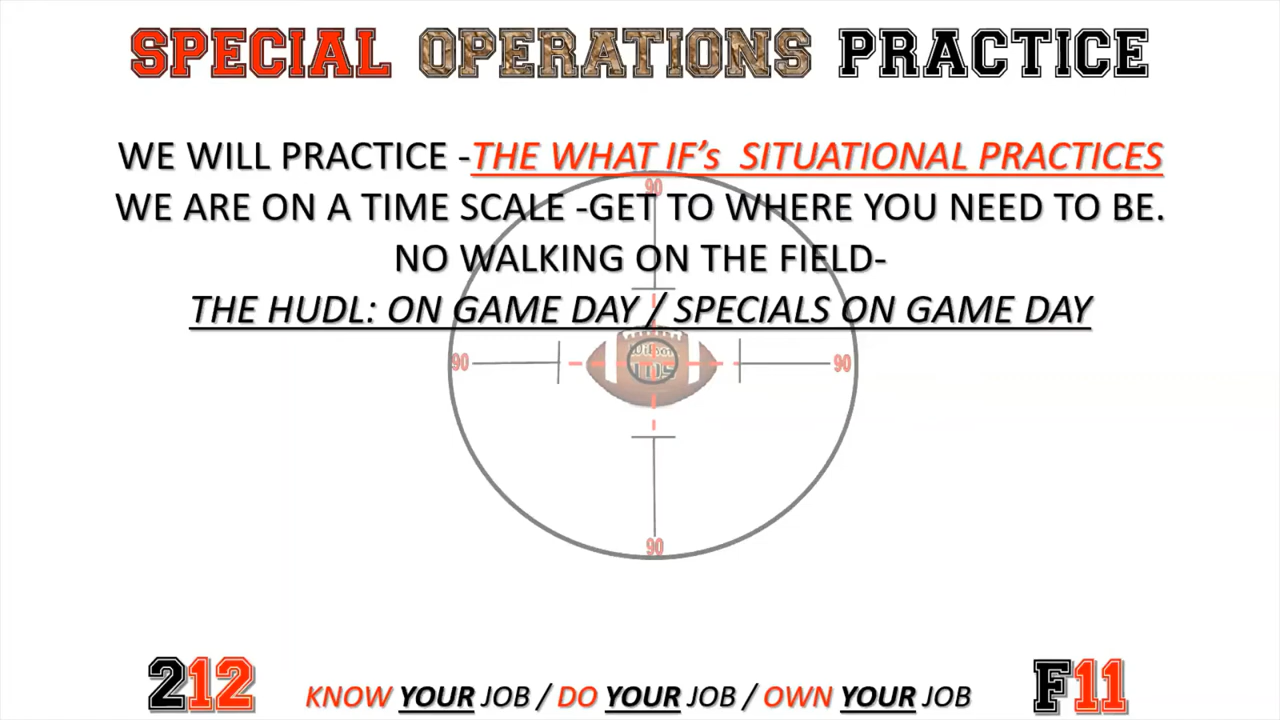 SPECIAL OPERATIONS PRACTICE
WE WILL PRACTICE -THE WHAT IF's SITUATIONAL PRACTICES
90
WE ARE ON A TIME SCALE -GET TO WHERE YOU NEED TO BE.
NO WALKING ON THE FIELD-
THE HUDL: ON GAME DAY / SPECIALS ON GAME DAY
Wilson
90 90
90
212 KNOW YOUR JOB / DO YOUR JOB / OWN YOUR JOB F11